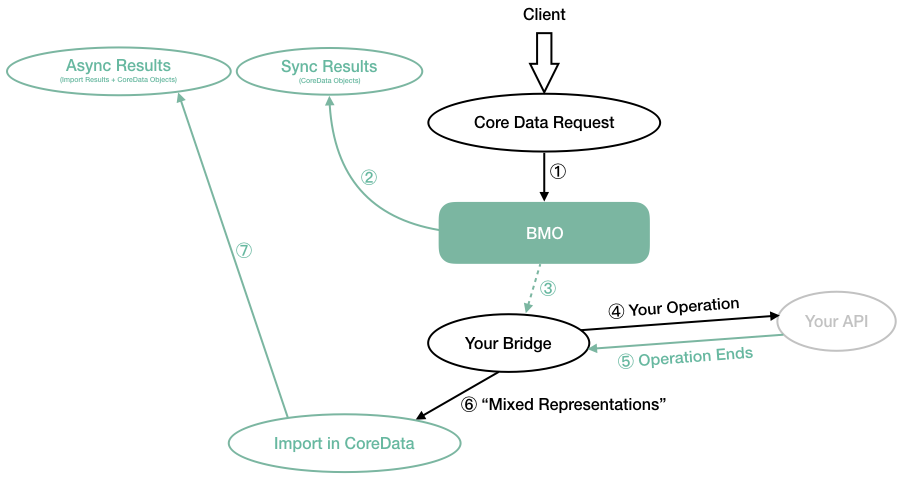 Client
Async Results
(Import Results + CoreData Objects)
Sync Results
(CoreData Objects)
Core Data Request
①
②
BMO
⑦
③
④ Your Operation
Your API
Your Bridge
⑤ Operation Ends
⑥ “Mixed Representations”
Import in CoreData